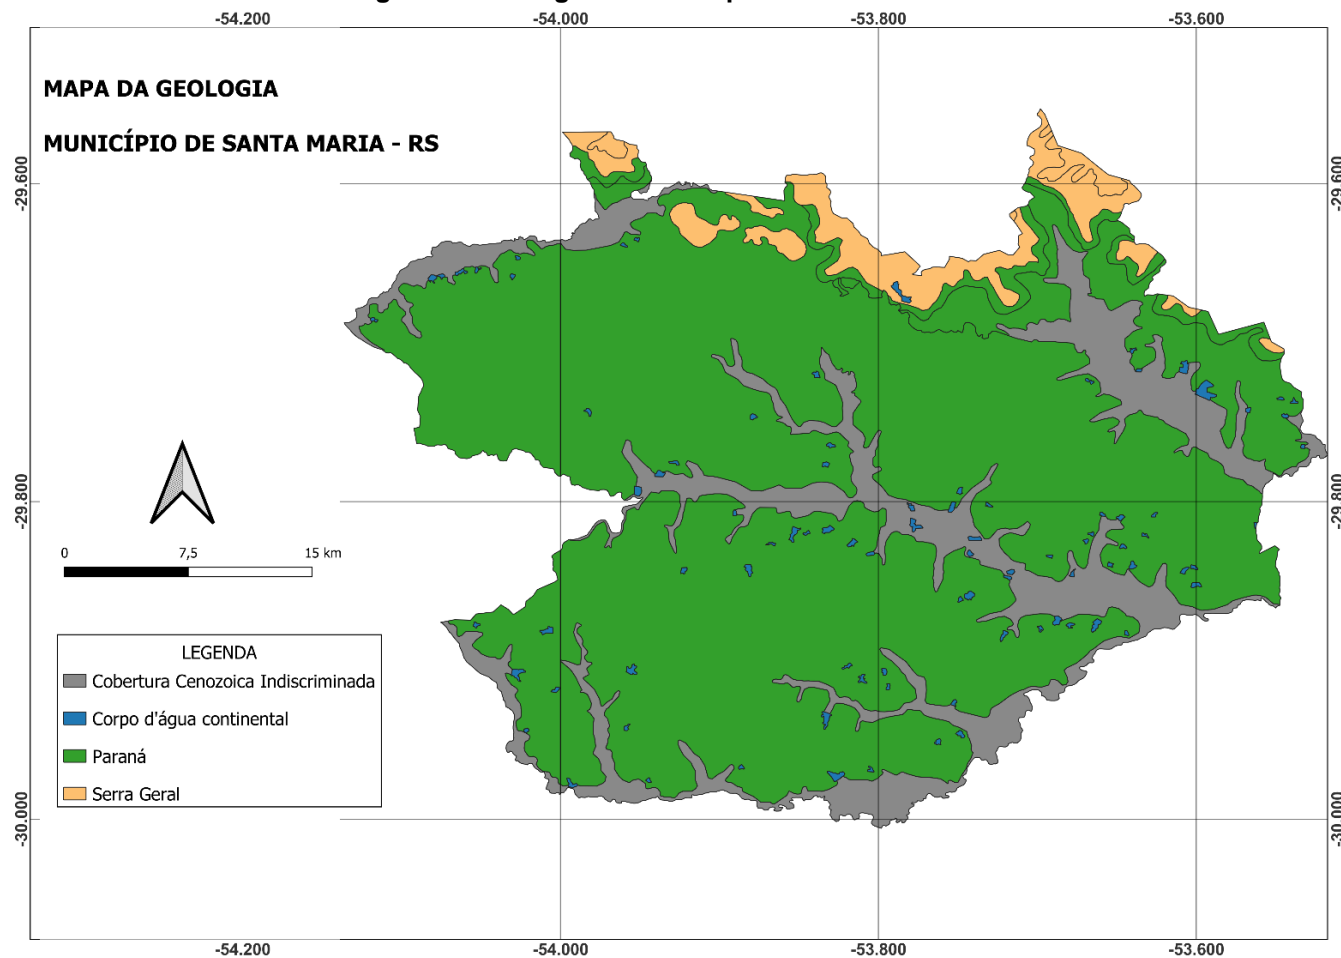 -54.200 -54.000 -53.800 -53.600
MAPA DA GEOLOGIA
MUNICÍPIO DE SANTA MARIA - RS
-29.600 -29.600
-29.800 -29.800
0 7,5 15 km
LEGENDA
Cobertura Cenozoica Indiscriminada
Corpo d'água continental
Paraná
Serra Geral
-30.000 -30.000
-54.200 -54.000 -53.800 -53.600